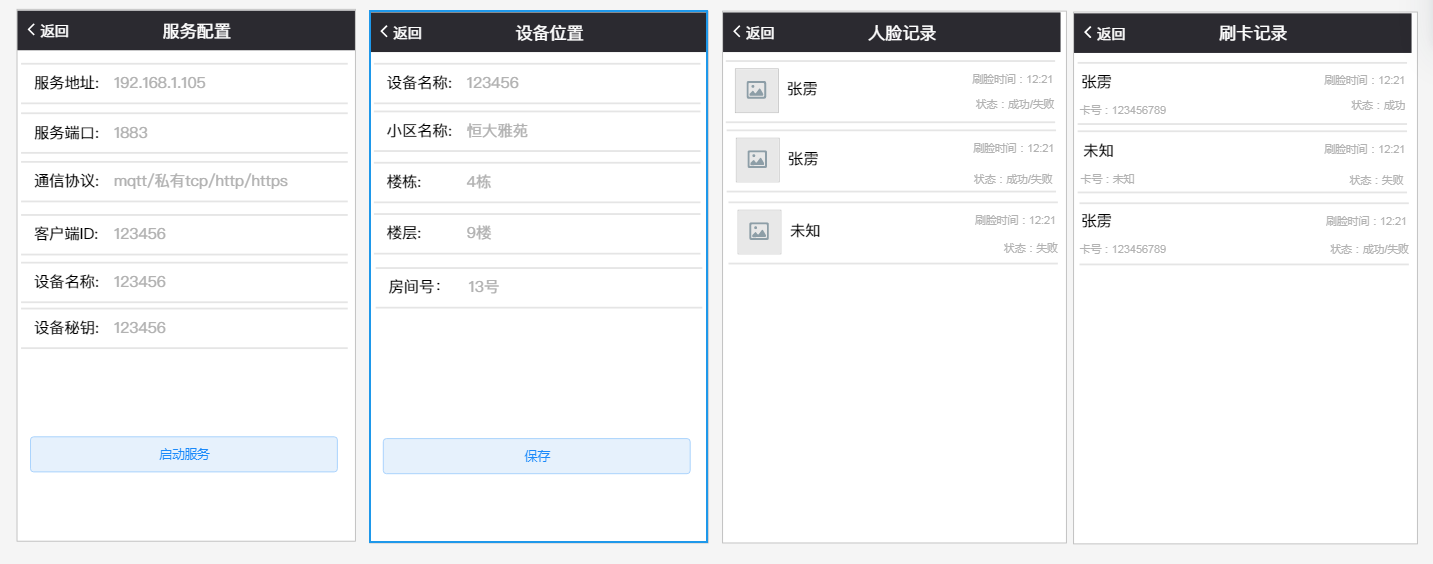 返回 服务配置
服务地址: 192.168.1.105
服务端口: 1883
通信协议: mqtt/私有tcp/http/https
客户端ID: 123456
设备名称: 123456
设备秘钥: 123456
启动服务
返回 设备位置
设备名称: 123456
小区名称: 恒大雅苑
楼栋: 4栋
楼层: 9楼
房间号: 13号
保存
返回 人脸记录
张雳 刷脸时间:12:21
状态:成功/失败
张雳 刷脸时间:12:21
状态:成功/失败
未知 刷脸时间:12:21
状态:失败
返回 刷卡记录
张雳 刷脸时间:12:21
卡号:123456789 状态:成功
未知 刷脸时间:12:21
卡号:未知 状态:失败
张雳 刷脸时间:12:21
卡号:123456789 状态:成功/失败